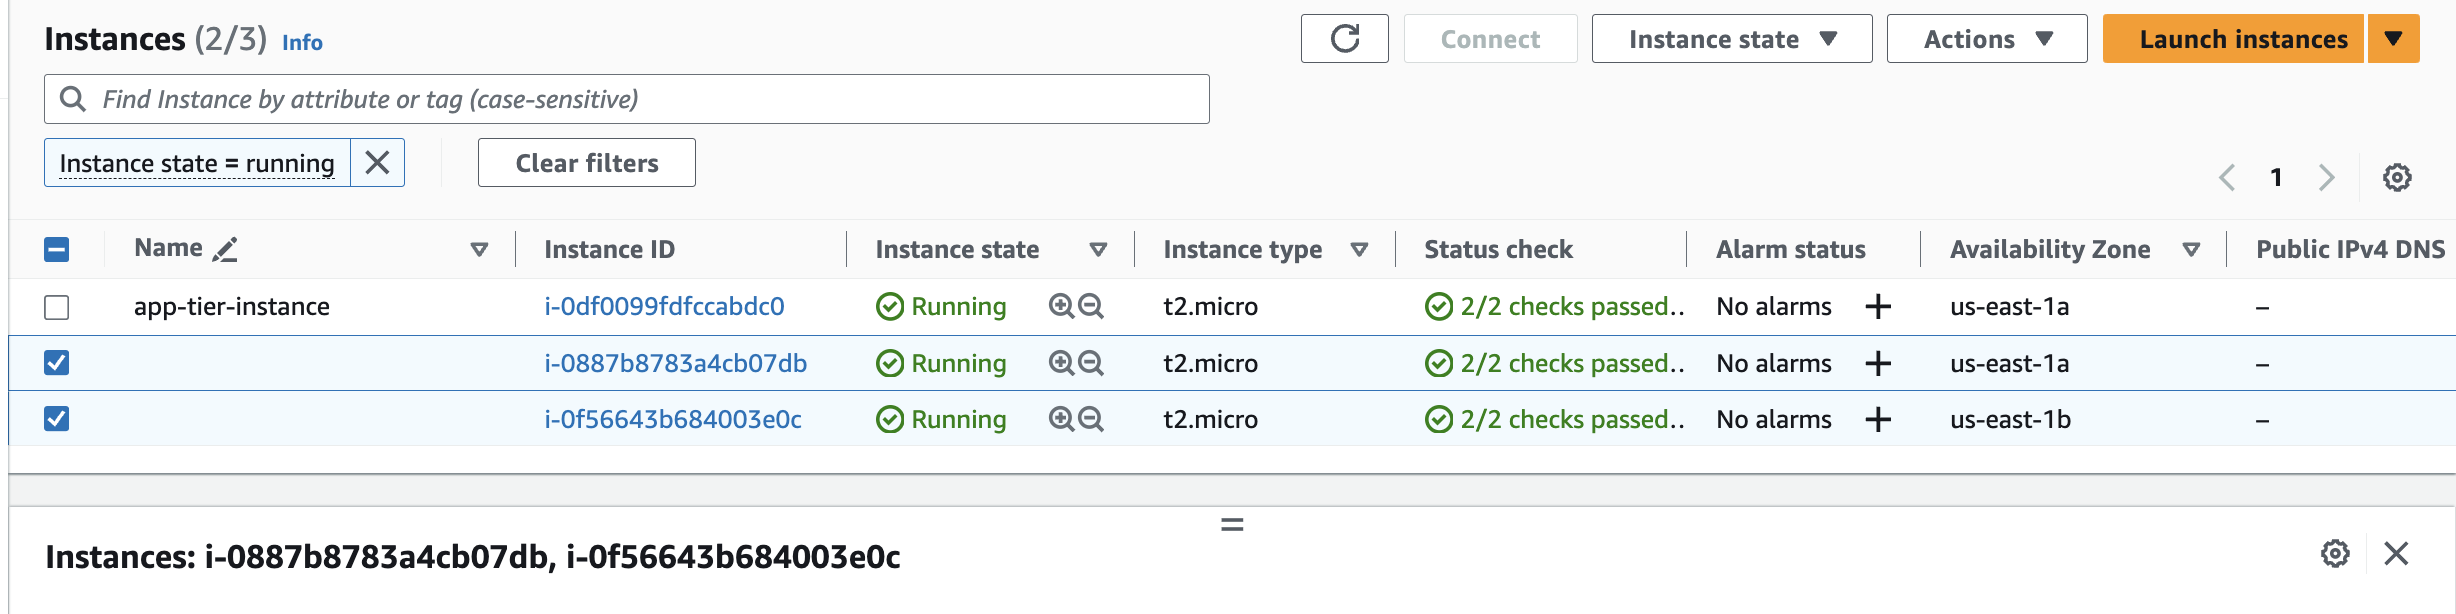 Instances (2/3) Info
Connect Instance state Actions Launch instances
Find Instance by attribute or tag (case-sensitive)
Instance state = running Clear filters
1
Name Instance ID Instance state Instance type Status check Alarm status Availability Zone Public IPv4 DNS
app-tier-instance i-0df0099fdfccabdc0 Running t2.micro 2/2 checks passed.. No alarms + us-east-1a –
i-0887b8783a4cb07db Running t2.micro 2/2 checks passed.. No alarms + us-east-1a –
i-0f56643b684003e0c Running t2.micro 2/2 checks passed.. No alarms + us-east-1b –
Instances: i-0887b8783a4cb07db, i-0f56643b684003e0c